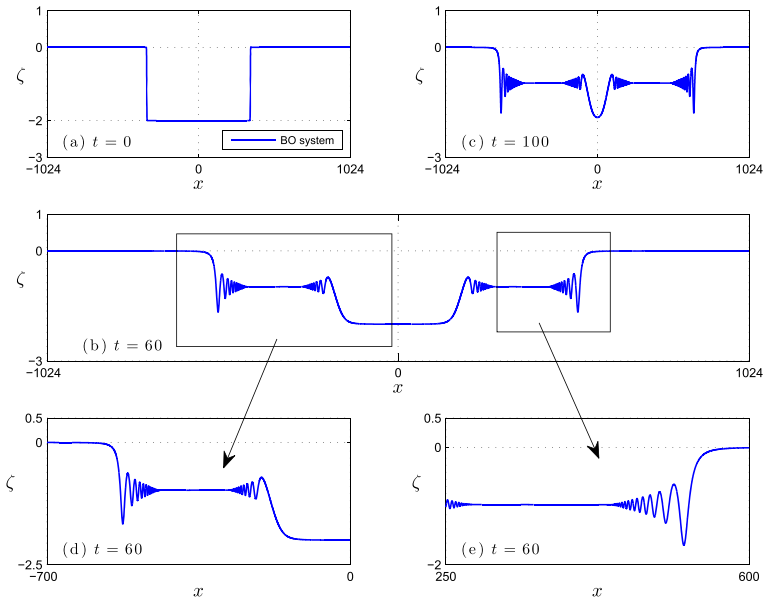 1
0
ζ
−2
−3
(a) t = 0
BO system
−1024
0
1024
x
1
0
ζ
−3
(c) t = 100
−1024
0
1024
x
1
0
ζ
−3
(b) t = 60
−1024
0
1024
x
0.5
0
ζ
−2.5
(d) t = 60
−700
0
x
0.5
0
ζ
−2
(e) t = 60
250
600
x